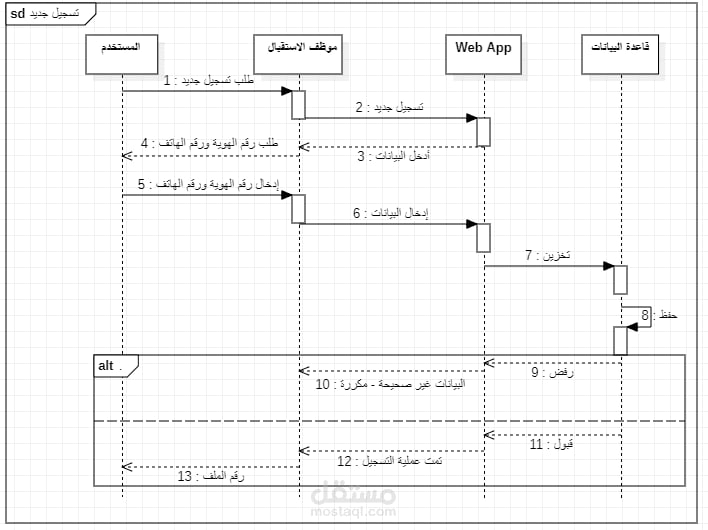 sd تسجيل جديد
المستخدم
موظف الاستقبال
Web App
قاعدة البيانات
1 : طلب تسجيل جديد
2 : تسجيل جديد
3 : أدخل البيانات
4 : طلب رقم الهوية ورقم الهاتف
5 : إدخال رقم الهوية ورقم الهاتف
6 : إدخال البيانات
7 : تخزين
8 : حفظ
alt .
9 : رفض
10 : البيانات غير صحيحة - مكررة
11 : قبول
12 : تمت عملية التسجيل
13 : رقم الملف
مستقل
mostaql.com